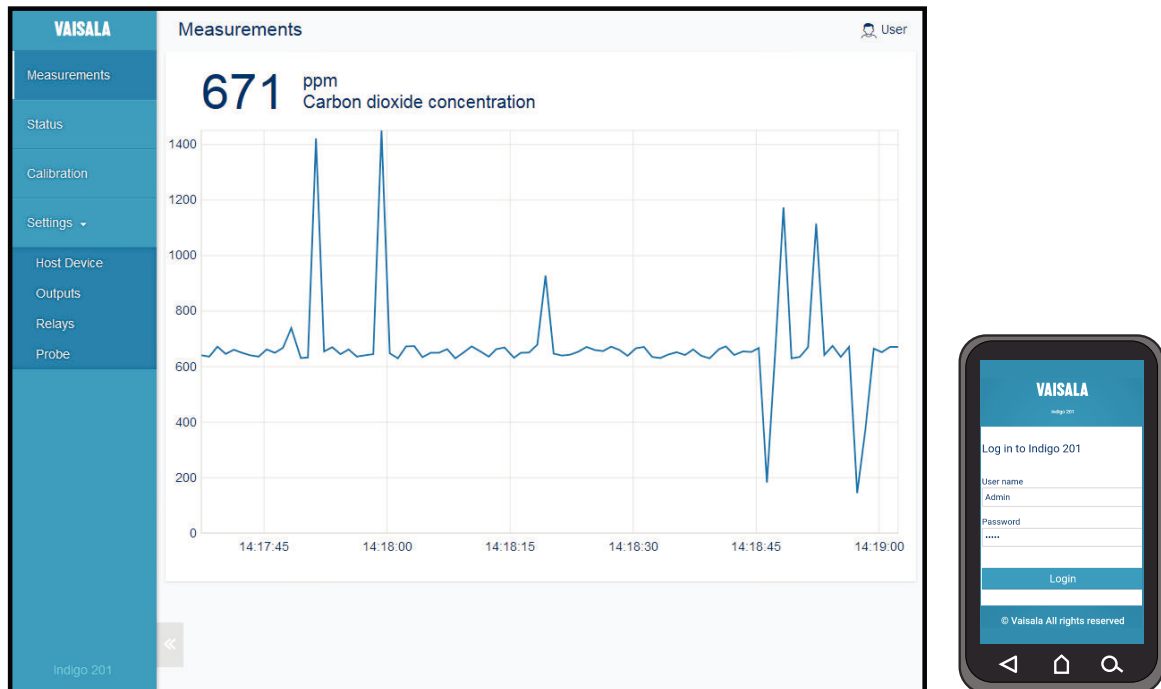 VAISALA
Measurements
Status
Calibration
Settings
Host Device
Outputs
Relays
Probe
Indigo 201
Measurements
User
671 ppm
Carbon dioxide concentration
1400
1200
1000
800
600
400
200
0
14:17:45 14:18:00 14:18:15 14:18:30 14:18:45 14:19:00
VAISALA
Indigo 201
Log in to Indigo 201
User name
Admin
Password
•••••
Login
© Vaisala All rights reserved